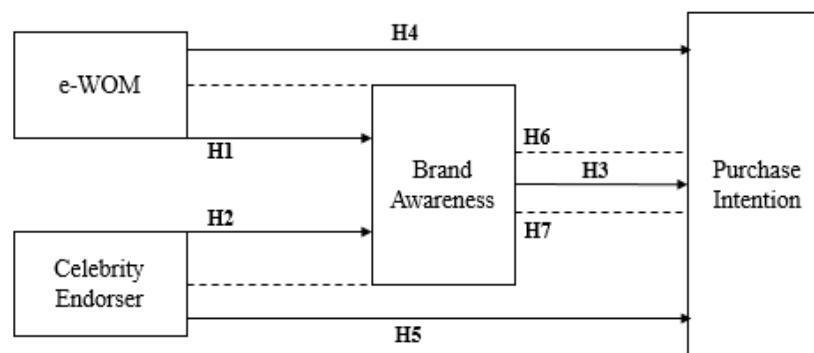 H4
e-WOM
H1
H6
Brand
Awareness
H3
Purchase
Intention
H2
H7
Celebrity
Endorser
H5